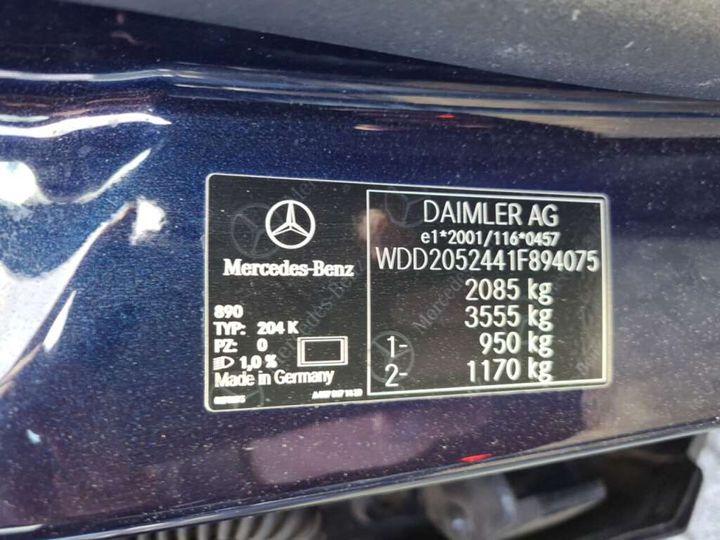 Mercedes-Benz
890
TYP: 204 K
PZ: 0
1,0 %
Made in Germany
DAIMLER AG
e1*2001/116*0457
WDD2052441F894075
2085 kg
3555 kg
1- 950 kg
2- 1170 kg